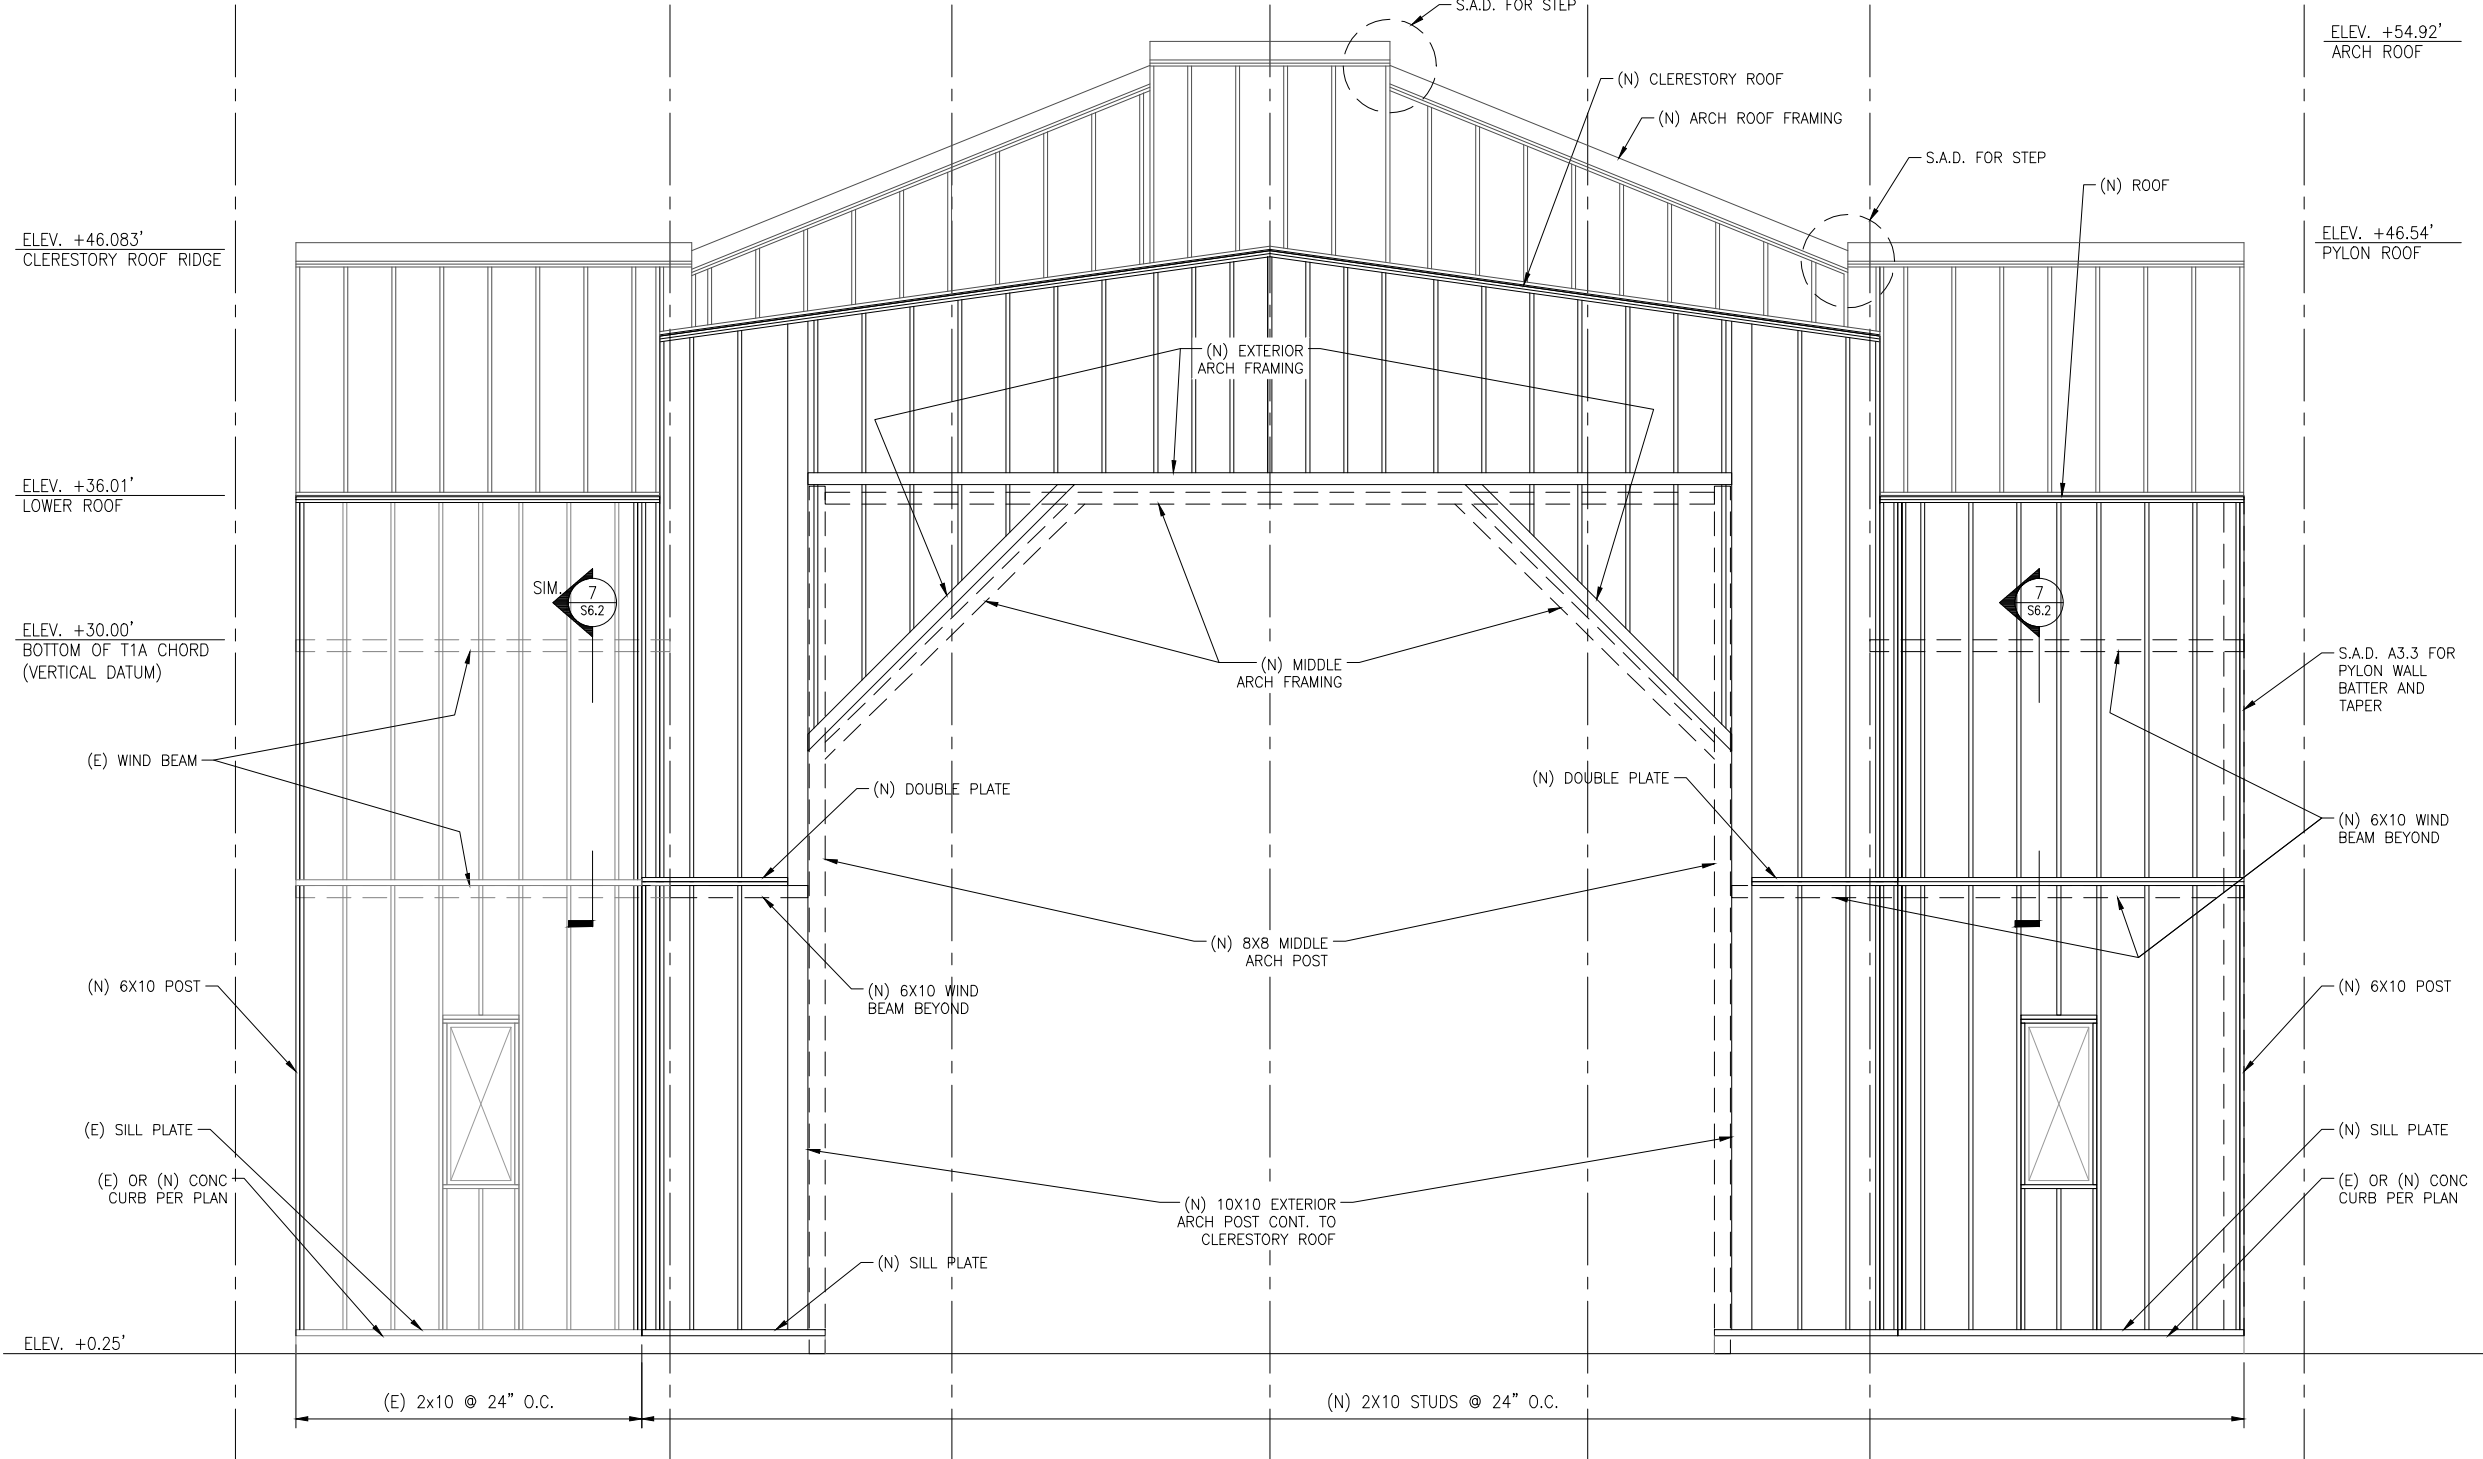 S.A.D. FOR STEP
ELEV. +54.92'
ARCH ROOF
(N) CLERESTORY ROOF
(N) ARCH ROOF FRAMING
S.A.D. FOR STEP
(N) ROOF
ELEV. +46.083'
CLERESTORY ROOF RIDGE
ELEV. +46.54'
PYLON ROOF
(N) EXTERIOR
ARCH FRAMING
ELEV. +36.01'
LOWER ROOF
SIM.
7
S6.2
7
S6.2
ELEV. +30.00'
BOTTOM OF T1A CHORD
(VERTICAL DATUM)
(N) MIDDLE
ARCH FRAMING
S.A.D. A3.3 FOR
PYLON WALL
BATTER AND
TAPER
(E) WIND BEAM
(N) DOUBLE PLATE
(N) DOUBLE PLATE
(N) 6X10 WIND
BEAM BEYOND
(N) 8X8 MIDDLE
ARCH POST
(N) 6X10 POST
(N) 6X10 WIND
BEAM BEYOND
(N) 6X10 POST
(E) SILL PLATE
(N) SILL PLATE
(E) OR (N) CONC
CURB PER PLAN
(E) OR (N) CONC
CURB PER PLAN
(N) 10X10 EXTERIOR
ARCH POST CONT. TO
CLERESTORY ROOF
(N) SILL PLATE
ELEV. +0.25'
(E) 2x10 @ 24" O.C.
(N) 2X10 STUDS @ 24" O.C.